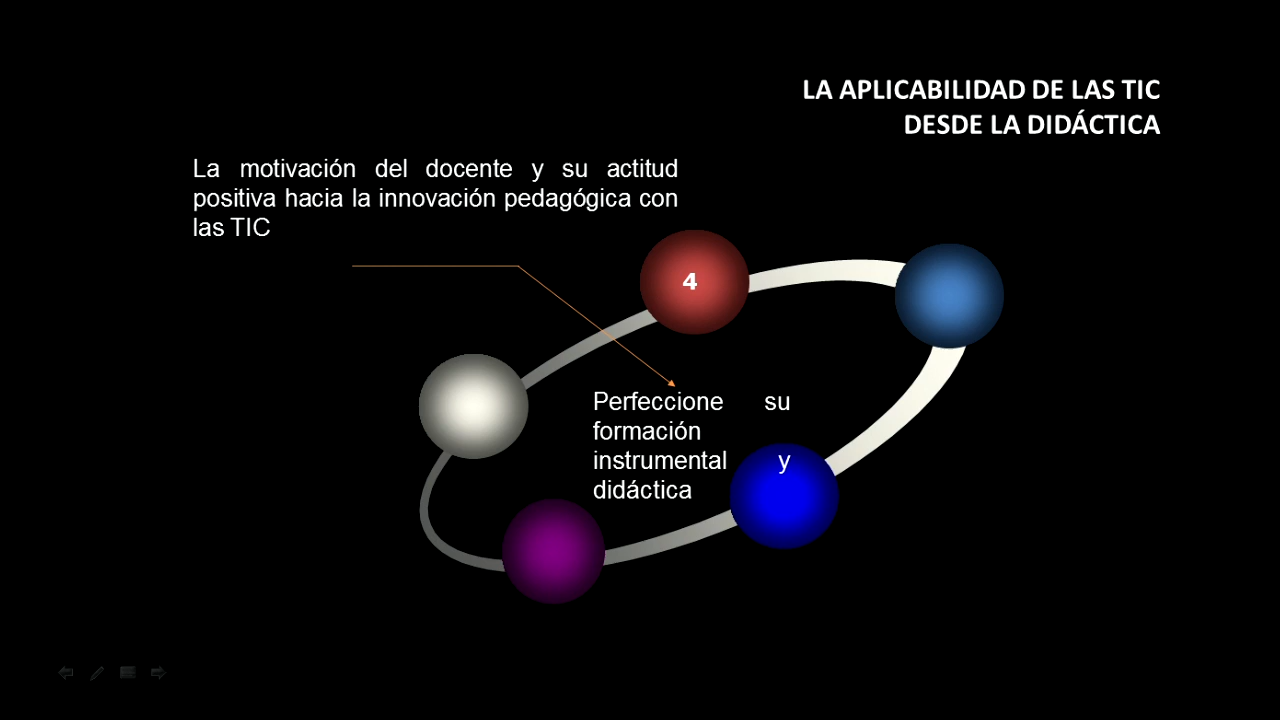 LA APLICABILIDAD DE LAS TIC
DESDE LA DIDÁCTICA
La motivación del docente y su actitud
positiva hacia la innovación pedagógica con
las TIC
4
Perfeccione su
formación
instrumental y
didáctica